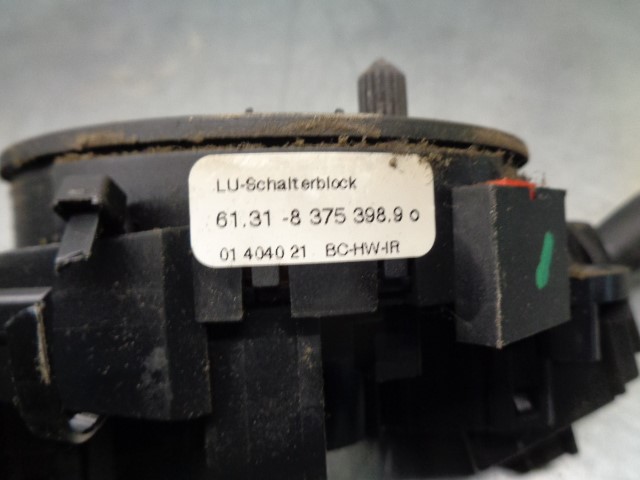 LU-Schalterblock
61.31 -8 375 398.9 o
01 4040 21 BC-HW-IR